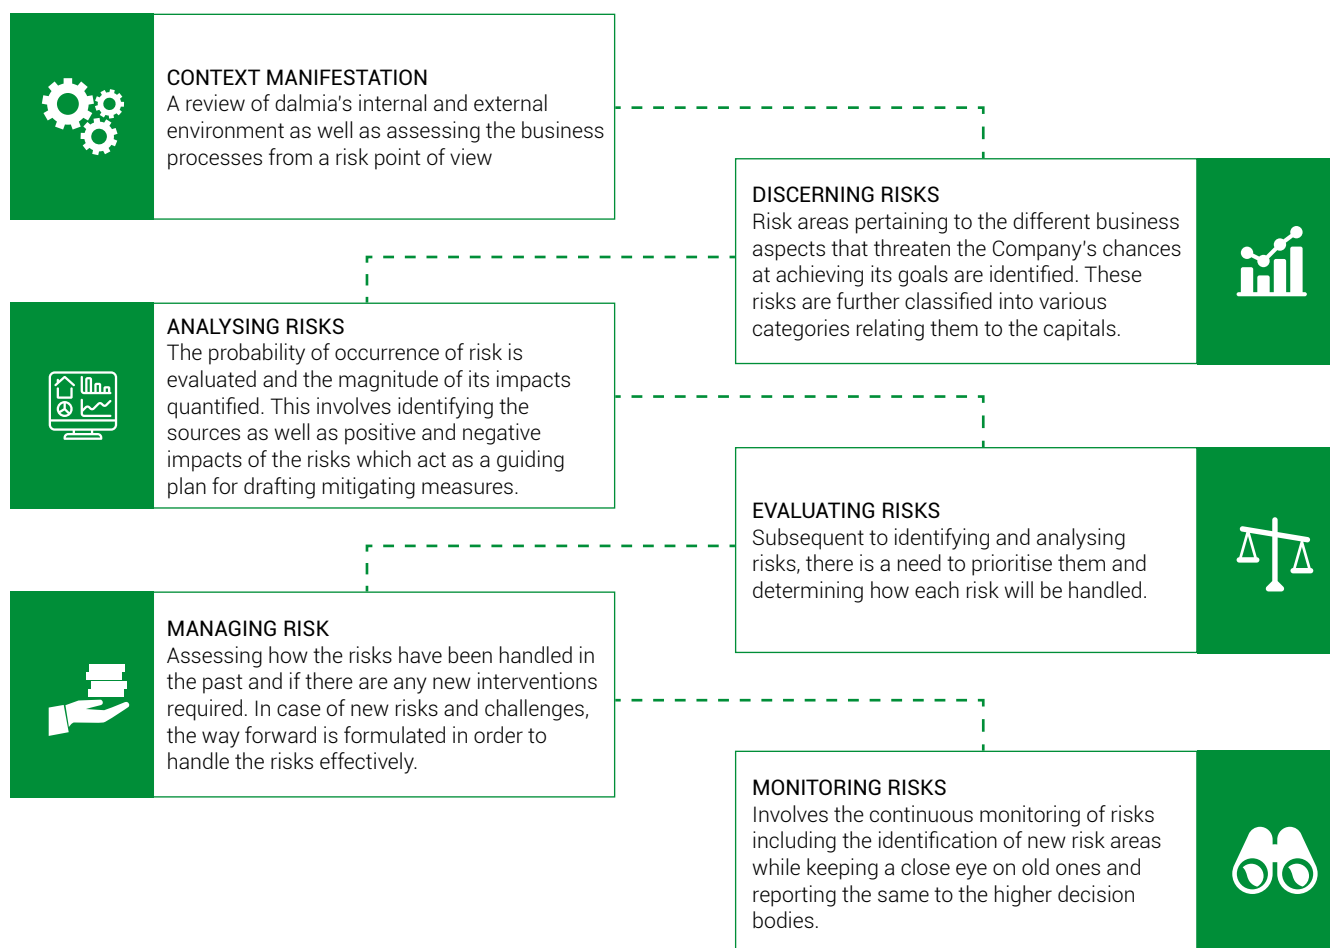 CONTEXT MANIFESTATION
A review of dalmia's internal and external
environment as well as assessing the business
processes from a risk point of view
DISCERNING RISKS
Risk areas pertaining to the different business
aspects that threaten the Company's chances
at achieving its goals are identified. These
risks are further classified into various
categories relating them to the capitals.
ANALYSING RISKS
The probability of occurrence of risk is
evaluated and the magnitude of its impacts
quantified. This involves identifying the
sources as well as positive and negative
impacts of the risks which act as a guiding
plan for drafting mitigating measures.
EVALUATING RISKS
Subsequent to identifying and analysing
risks, there is a need to prioritise them and
determining how each risk will be handled.
MANAGING RISK
Assessing how the risks have been handled in
the past and if there are any new interventions
required. In case of new risks and challenges,
the way forward is formulated in order to
handle the risks effectively.
MONITORING RISKS
Involves the continuous monitoring of risks
including the identification of new risk areas
while keeping a close eye on old ones and
reporting the same to the higher decision
bodies.